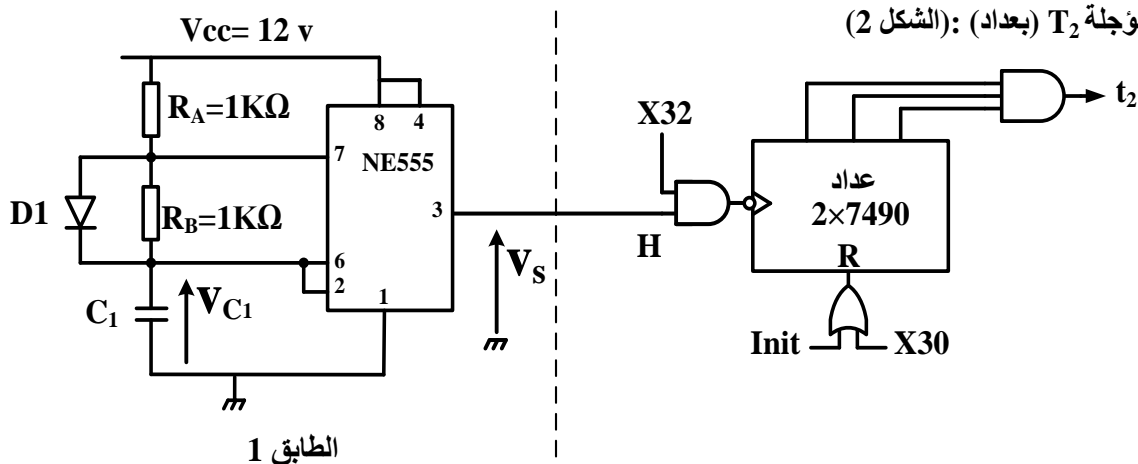 ؤجلة T2 (بعداد) :(الشكل 2)
Vcc= 12 v
RA=1KΩ
8 4
7
NE555
D1
RB=1KΩ
3
6
2
1
C1
vC1
vS
الطابق 1
X32
H
عداد
2×7490
R
Init
X30
t2